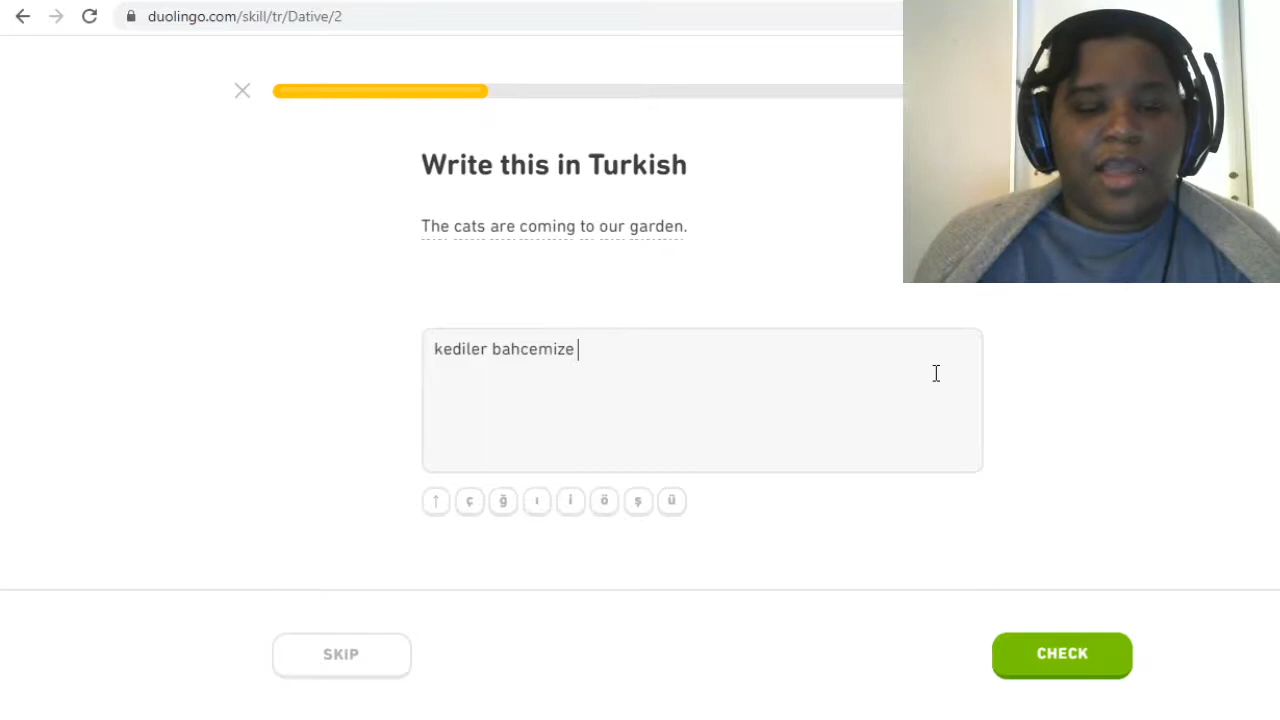 duolingo.com/skill/tr/Dative/2
Write this in Turkish
The cats are coming to our garden.
kediler bahcemize
↑ ç ğ ı i ö ş ü
SKIP
CHECK